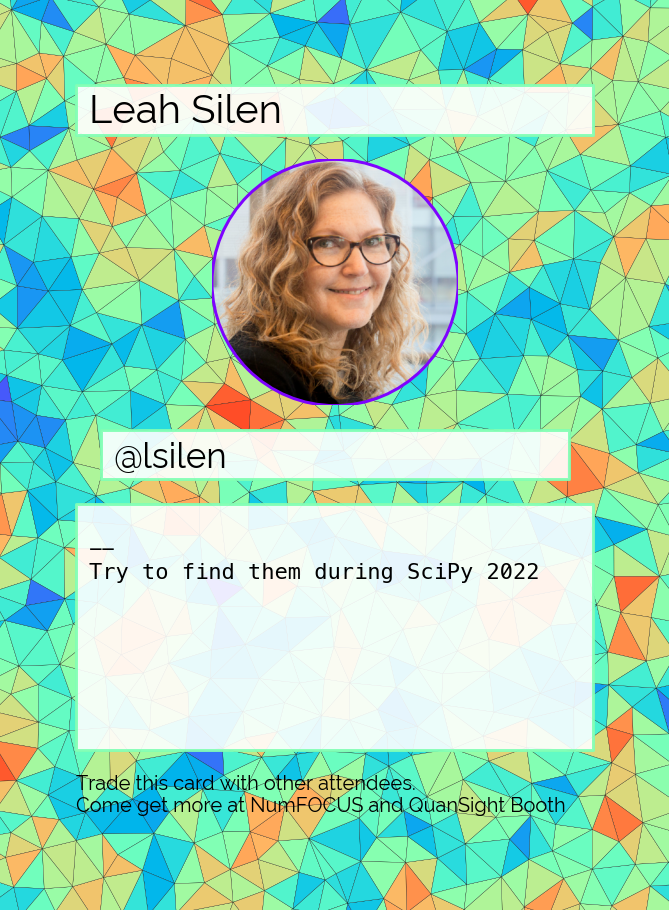 Leah Silen
@lsilen
__
Try to find them during SciPy 2022
Trade this card with other attendees.
Come get more at NumFOCUS and QuanSight Booth